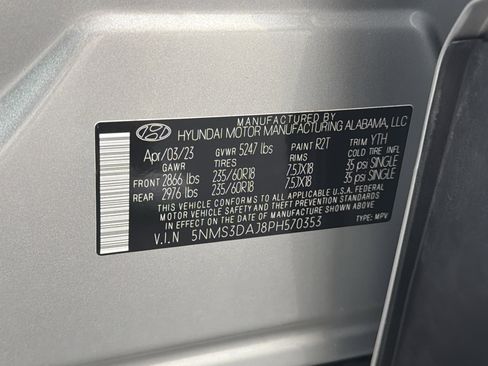 MANUFACTURED BY
HYUNDAI MOTOR MANUFACTURING ALABAMA, LLC
Apr/03/23 GVWR 5247 lbs PAINT R2T TRIM YTH
GAWR TIRES RIMS COLD TIRE INFL.
FRONT 2866 lbs 235/60R18 7.5JX18 35 psi SINGLE
REAR 2976 lbs 235/60R18 7.5JX18 35 psi SINGLE
THIS VEHICLE CONFORMS TO ALL APPLICABLE U.S.A. FEDERAL
MOTOR VEHICLE SAFETY AND THEFT PREVENTION STANDARDS
IN EFFECT ON THE DATE OF MANUFACTURE SHOWN ABOVE.
V.I.N 5NMS3DAJ8PH570353 TYPE: MPV